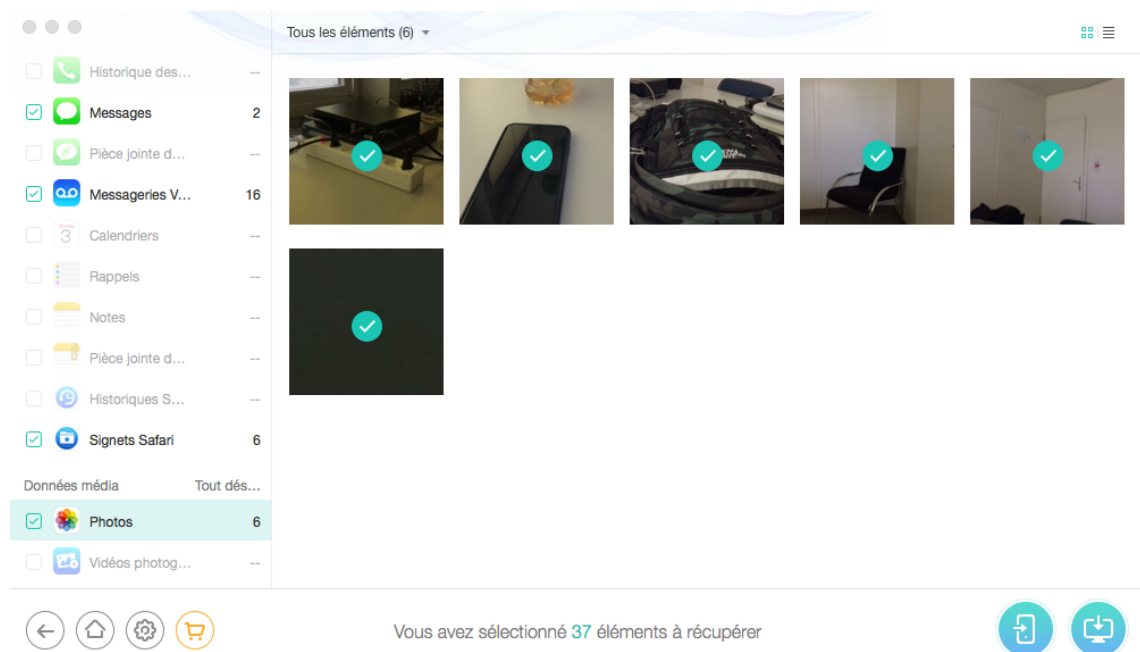 Tous les éléments (6)
Historique des... --
Messages 2
Pièce jointe d... --
Messageries V... 16
3 Calendriers --
Rappels --
Notes --
Pièce jointe d... --
Historiques S... --
Signets Safari 6
Données média Tout dés...
Photos 6
Vidéos photog... --
Vous avez sélectionné 37 éléments à récupérer